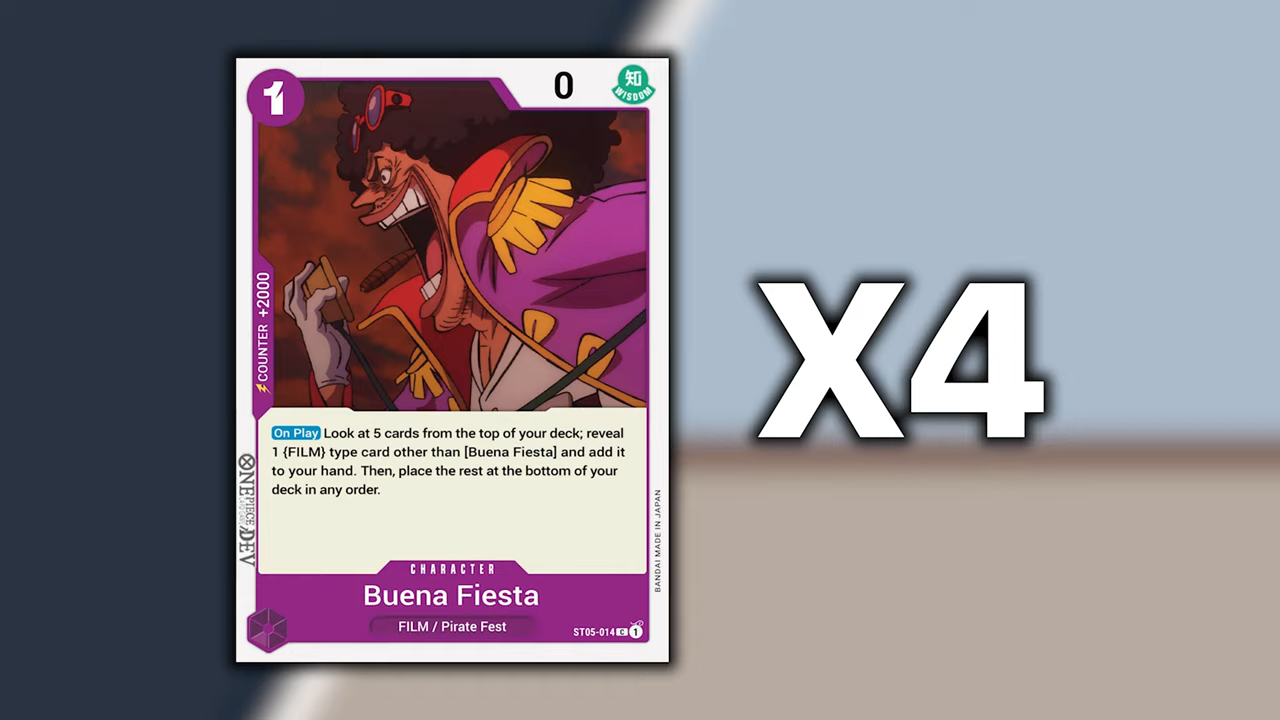 1
0
知
WISDOM
COUNTER +2000
On Play Look at 5 cards from the top of your deck; reveal
1 {FILM} type card other than [Buena Fiesta] and add it
to your hand. Then, place the rest at the bottom of your
deck in any order.
CHARACTER
Buena Fiesta
FILM / Pirate Fest
ST05-014 C 1
BANDAI MADE IN JAPAN
X4